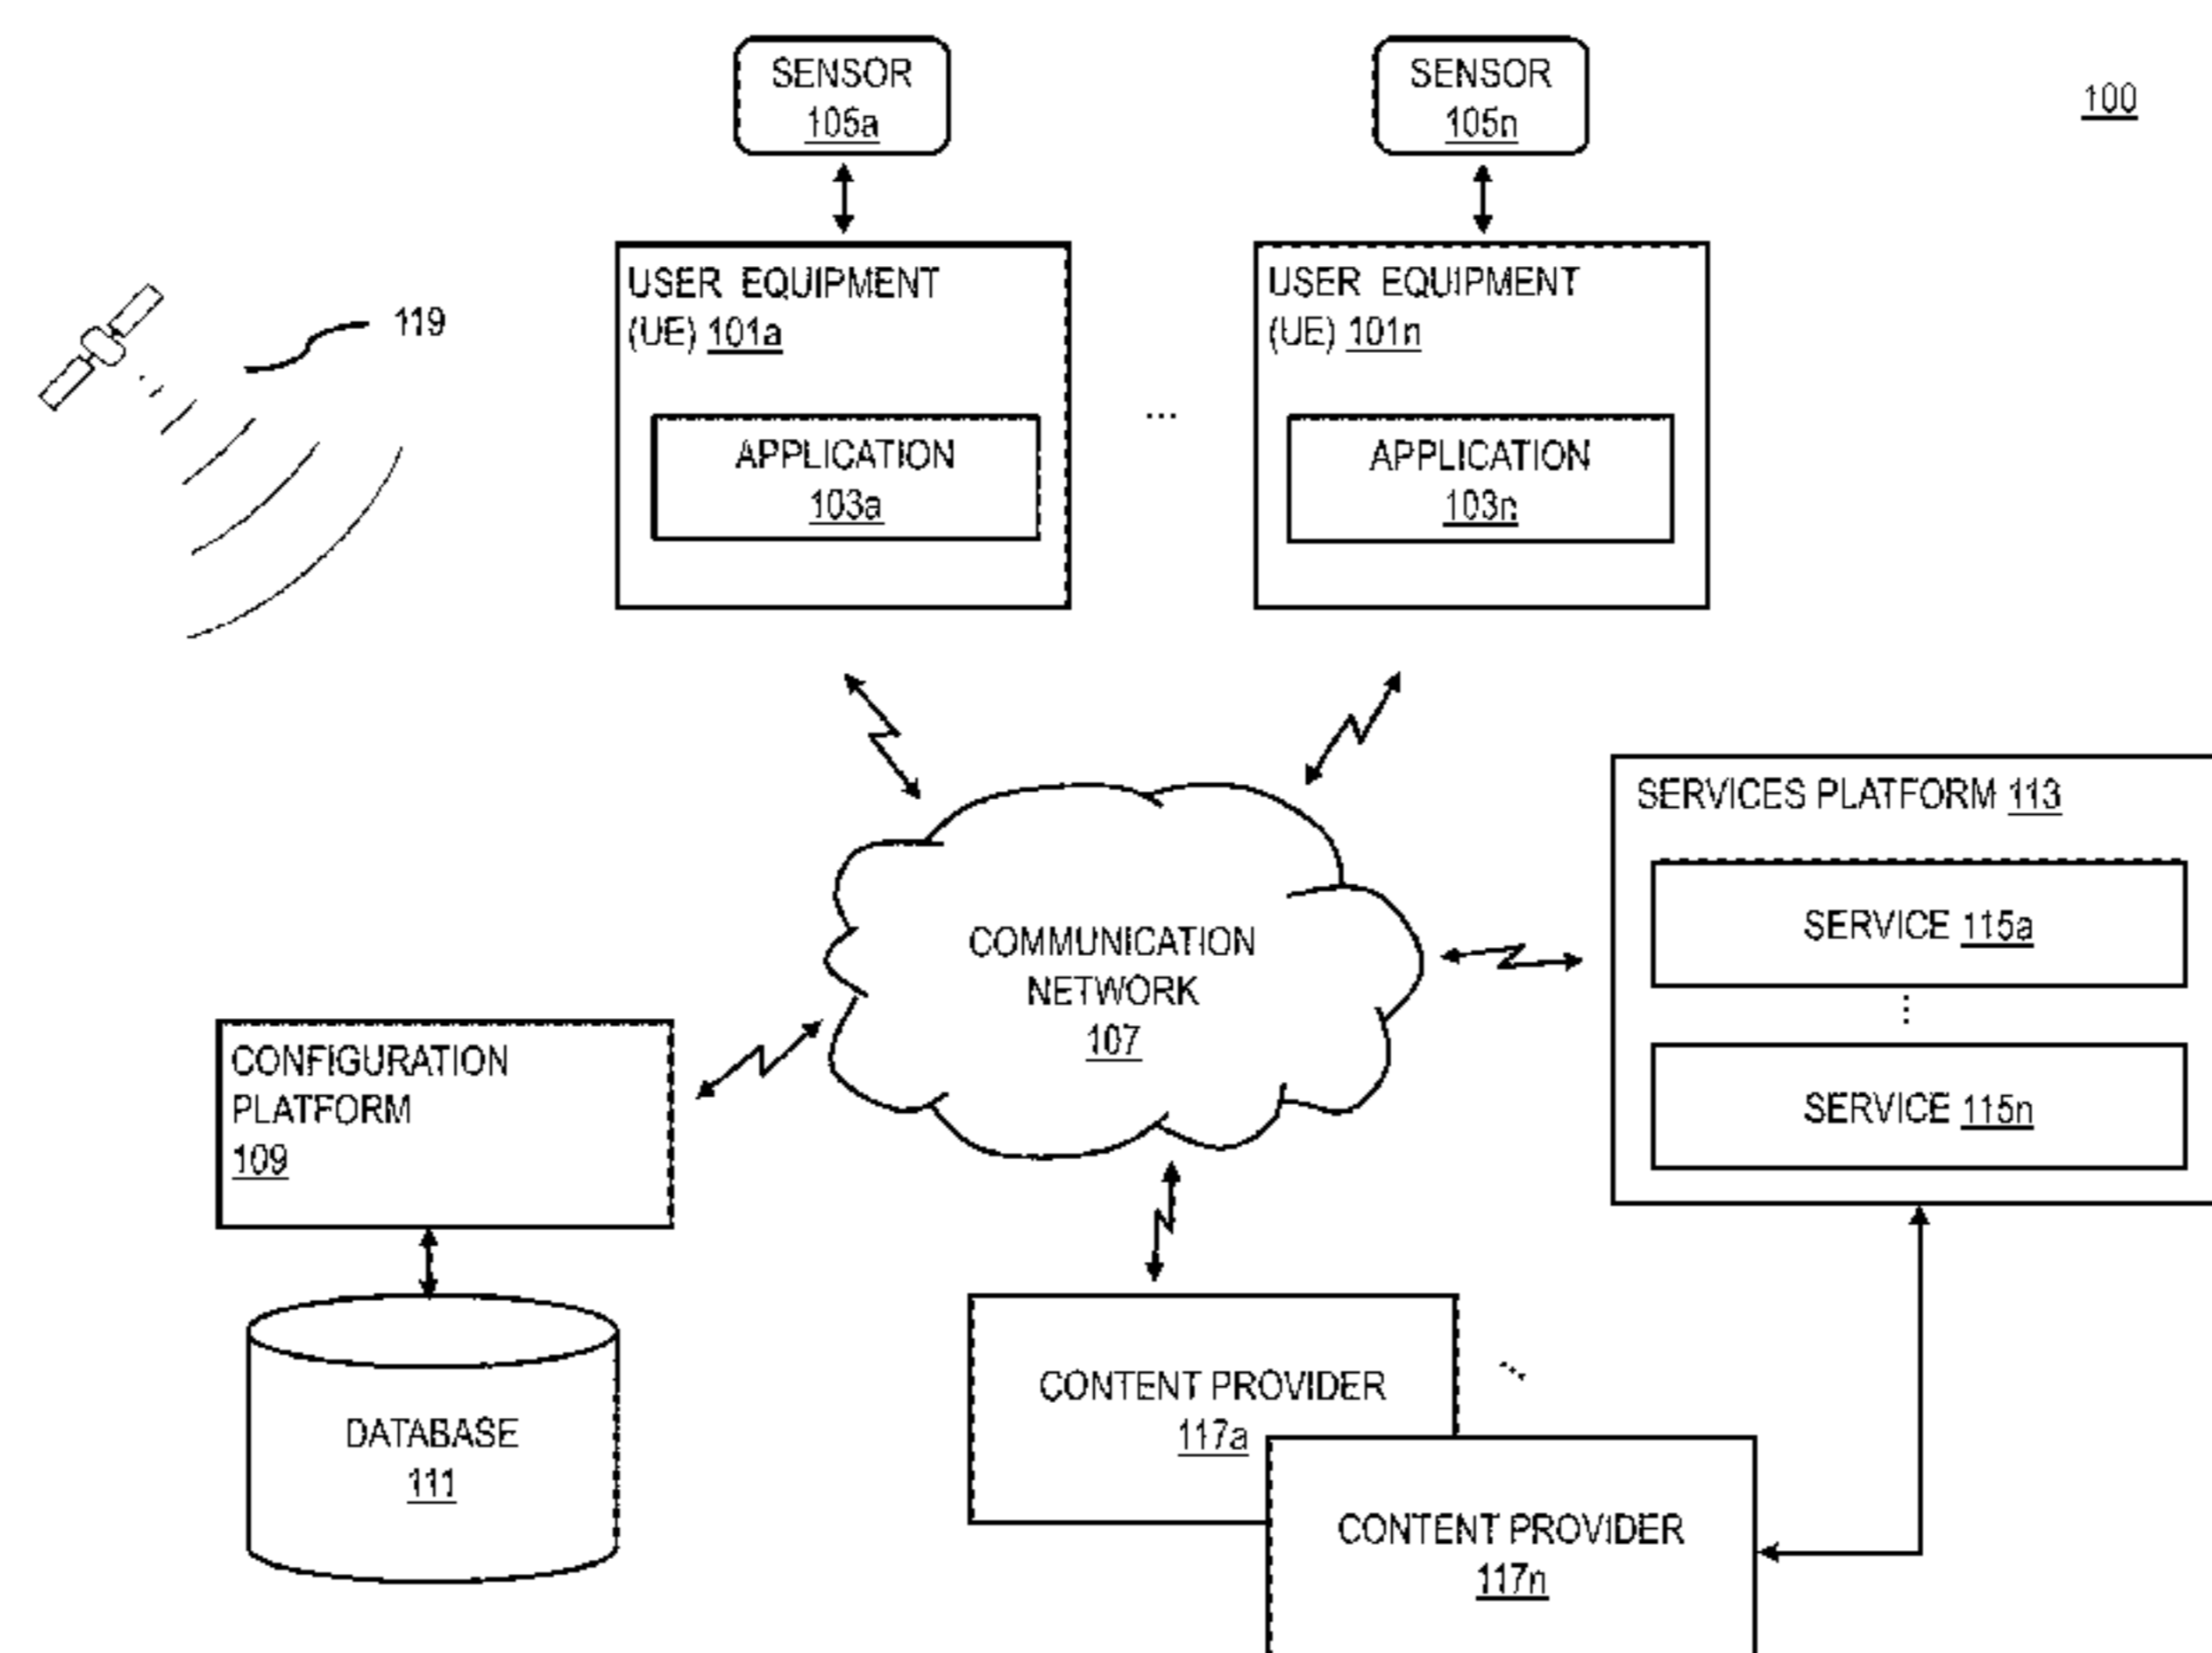 SENSOR
105a
SENSOR
105n
100
USER EQUIPMENT
(UE) 101a
USER EQUIPMENT
(UE) 101n
119
APPLICATION
103a
...
APPLICATION
103n
SERVICES PLATFORM 113
SERVICE 115a
...
SERVICE 115n
COMMUNICATION
NETWORK
107
CONFIGURATION
PLATFORM
109
DATABASE
111
CONTENT PROVIDER
117a
...
CONTENT PROVIDER
117n